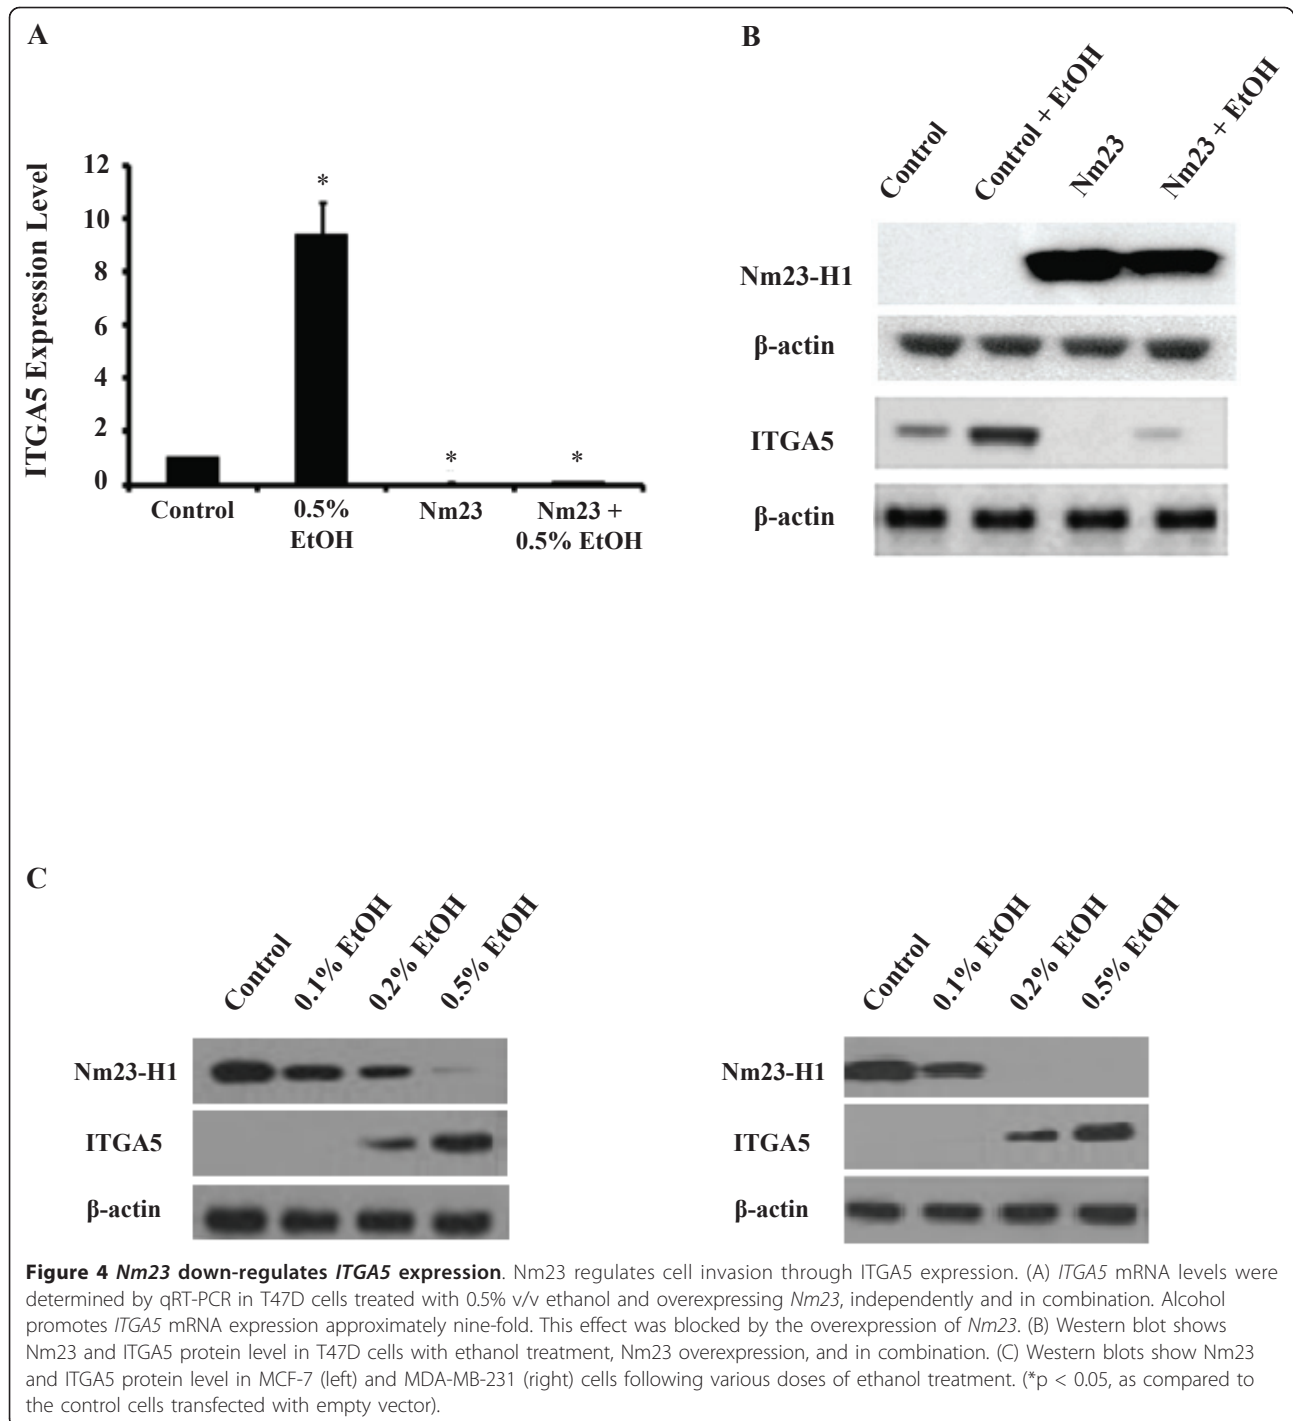 A
ITGA5 Expression Level
12
10
8
6
4
2
0
*
*
*
Control
0.5%
EtOH
Nm23
Nm23 +
0.5% EtOH
B
Control
Control + EtOH
Nm23
Nm23 + EtOH
Nm23-H1
β-actin
ITGA5
β-actin
C
Control
0.1% EtOH
0.2% EtOH
0.5% EtOH
Nm23-H1
ITGA5
β-actin
Control
0.1% EtOH
0.2% EtOH
0.5% EtOH
Nm23-H1
ITGA5
β-actin
Figure 4 Nm23 down-regulates ITGA5 expression. Nm23 regulates cell invasion through ITGA5 expression. (A) ITGA5 mRNA levels were
determined by qRT-PCR in T47D cells treated with 0.5% v/v ethanol and overexpressing Nm23, independently and in combination. Alcohol
promotes ITGA5 mRNA expression approximately nine-fold. This effect was blocked by the overexpression of Nm23. (B) Western blot shows
Nm23 and ITGA5 protein level in T47D cells with ethanol treatment, Nm23 overexpression, and in combination. (C) Western blots show Nm23
and ITGA5 protein level in MCF-7 (left) and MDA-MB-231 (right) cells following various doses of ethanol treatment. (*p < 0.05, as compared to
the control cells transfected with empty vector).